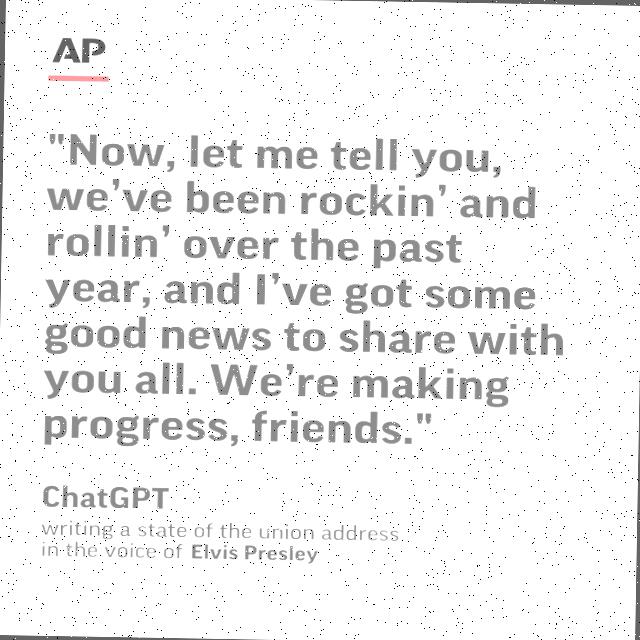 AP
"Now, let me tell you,
we've been rockin' and
rollin' over the past
year, and I've got some
good news to share with
you all. We're making
progress, friends."
ChatGPT
writing a state of the union address
in the voice of Elvis Presley